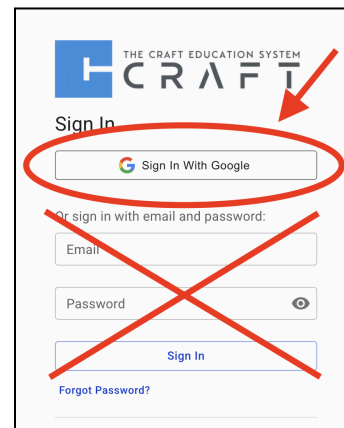 THE CRAFT EDUCATION SYSTEM
CRAFT
Sign In
Sign In With Google
Or sign in with email and password:
Email
Password
Sign In
Forgot Password?